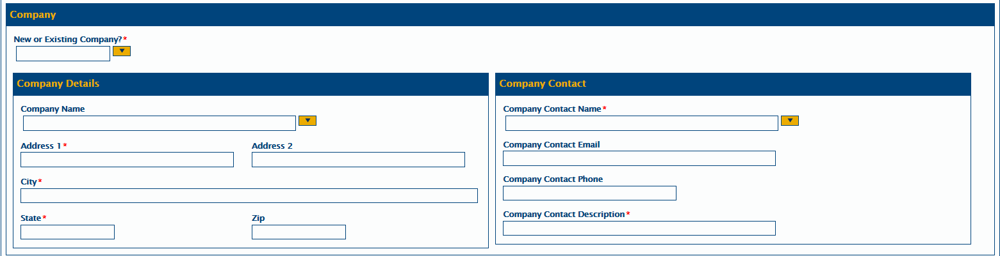 Company
New or Existing Company?*
Company Details
Company Name
Address 1*
Address 2
City*
State*
Zip
Company Contact
Company Contact Name*
Company Contact Email
Company Contact Phone
Company Contact Description*